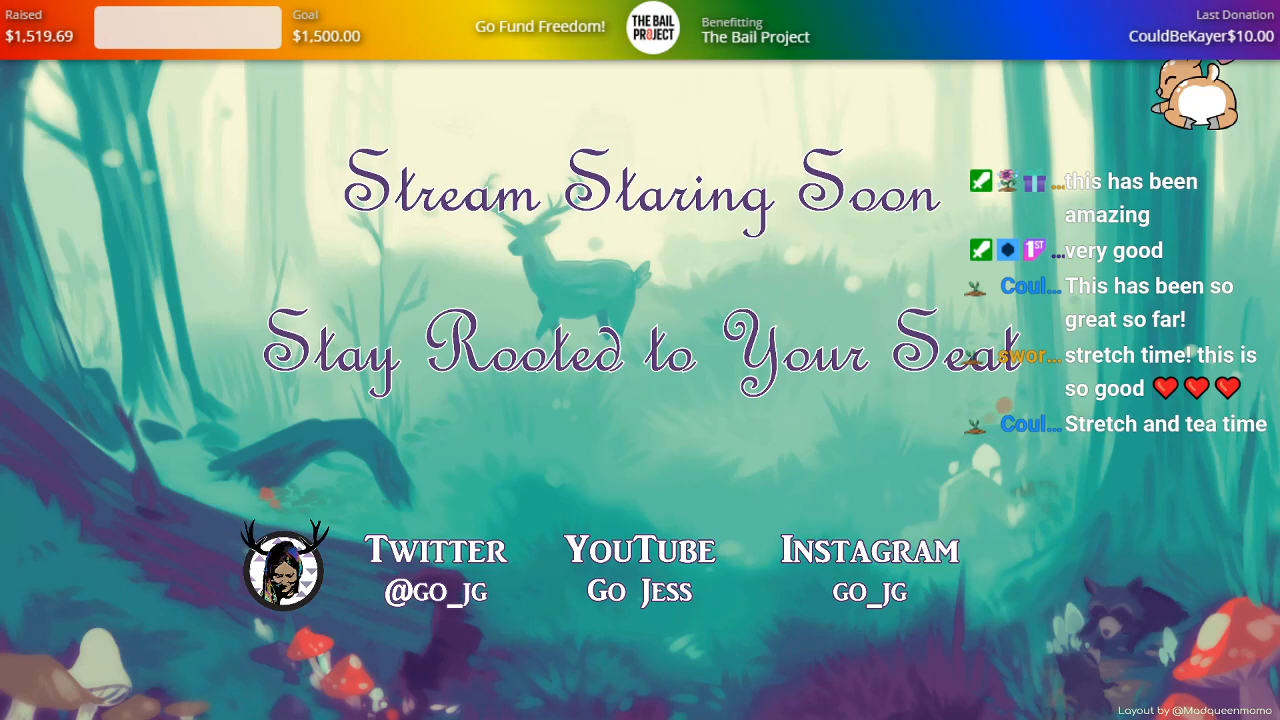 Raised
$1,519.69
Goal
$1,500.00
Go Fund Freedom!
THE BAIL
PROJECT
Benefitting
The Bail Project
Last Donation
CouldBeKayer$10.00
Stream Staring Soon
Stay Rooted to Your Seat
...this has been
amazing
1ST ...very good
Coul... This has been so
great so far!
swor... stretch time! this is
so good ❤️❤️❤️
Coul... Stretch and tea time
Twitter
@go_jg
YouTube
Go Jess
Instagram
go_jg
Layout by @Madqueenmomo